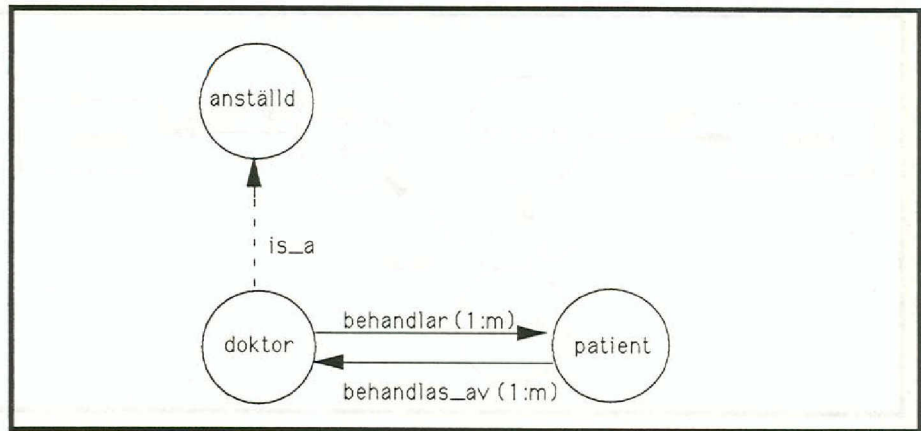 anställd
is_a
behandlar (1:m)
doktor
patient
behandlas_av (1:m)